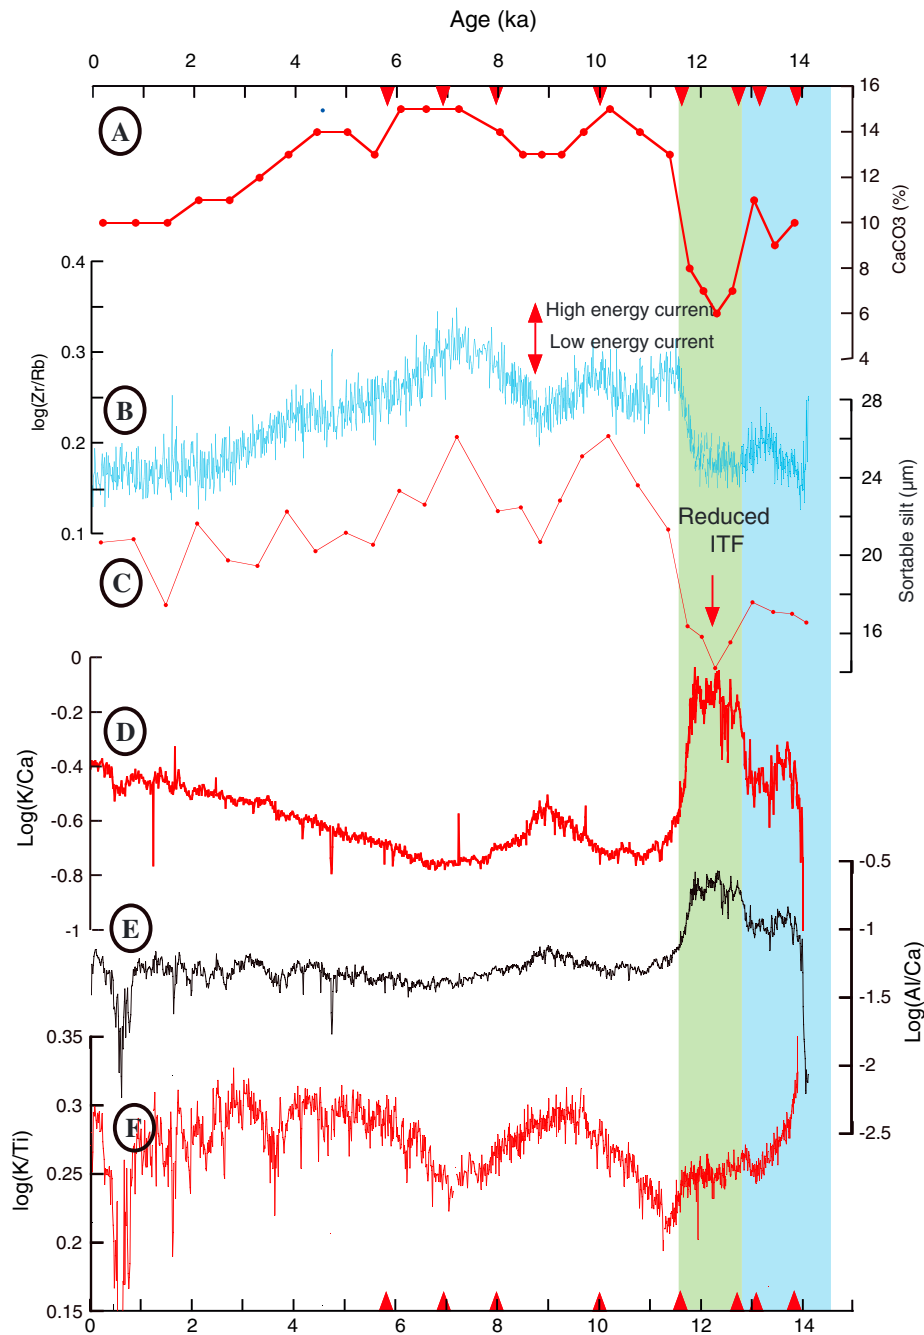 Age (ka)
0 2 4 6 8 10 12 14
A
16
14
12
10
8
6
4
CaCO3 (%)
0.4
0.3
0.2
0.1
log(Zr/Rb)
High energy current
Low energy current
B
28
24
20
16
Sortable silt (µm)
Reduced
ITF
C
0
-0.2
-0.4
-0.6
-0.8
-1
Log(K/Ca)
D
E
-0.5
-1
-1.5
-2
-2.5
Log(Al/Ca)
0.35
0.3
0.25
0.2
0.15
log(K/Ti)
F
0 2 4 6 8 10 12 14